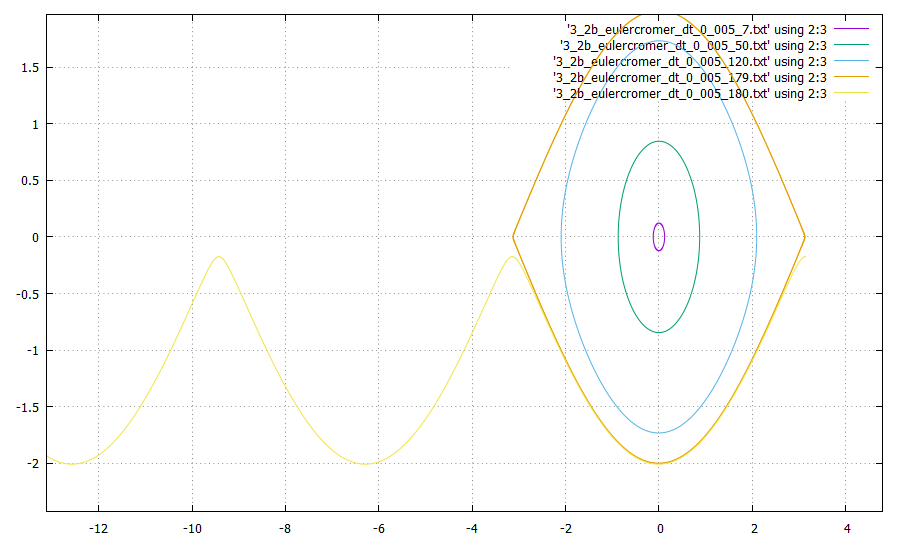 '3_2b_eulercromer_dt_0_005_7.txt' using 2:3
'3_2b_eulercromer_dt_0_005_50.txt' using 2:3
'3_2b_eulercromer_dt_0_005_120.txt' using 2:3
'3_2b_eulercromer_dt_0_005_179.txt' using 2:3
'3_2b_eulercromer_dt_0_005_180.txt' using 2:3
1.5
1
0.5
0
-0.5
-1
-1.5
-2
-12 -10 -8 -6 -4 -2 0 2 4